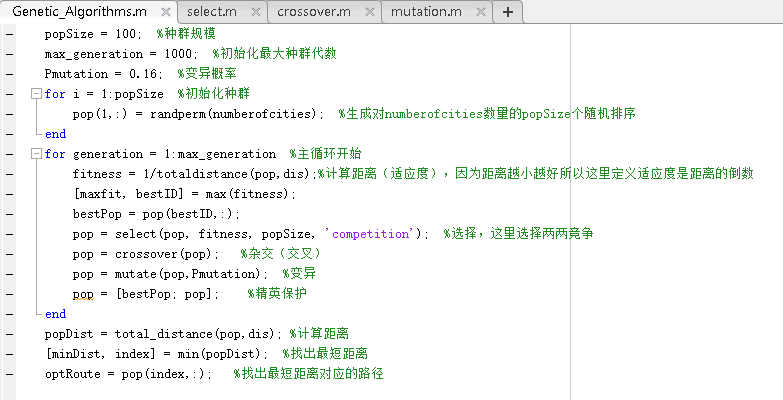 Genetic_Algorithms.m × select.m × crossover.m × mutation.m × +
popSize = 100; %种群规模
max_generation = 1000; %初始化最大种群代数
Pmutation = 0.16; %变异概率
for i = 1:popSize %初始化种群
pop(1,:) = randperm(numberofcities); %生成对numberofcities数量的popSize个随机排序
end
for generation = 1:max_generation %主循环开始
fitness = 1/totaldistance(pop,dis);%计算距离(适应度)，因为距离越小越好所以这里定义适应度是距离的倒数
[maxfit, bestID] = max(fitness);
bestPop = pop(bestID,:);
pop = select(pop, fitness, popSize, 'competition'); %选择，这里选择两两竞争
pop = crossover(pop); %杂交（交叉）
pop = mutate(pop,Pmutation); %变异
pop = [bestPop; pop]; %精英保护
end
popDist = total_distance(pop,dis); %计算距离
[minDist, index] = min(popDist); %找出最短距离
optRoute = pop(index,:); %找出最短距离对应的路径